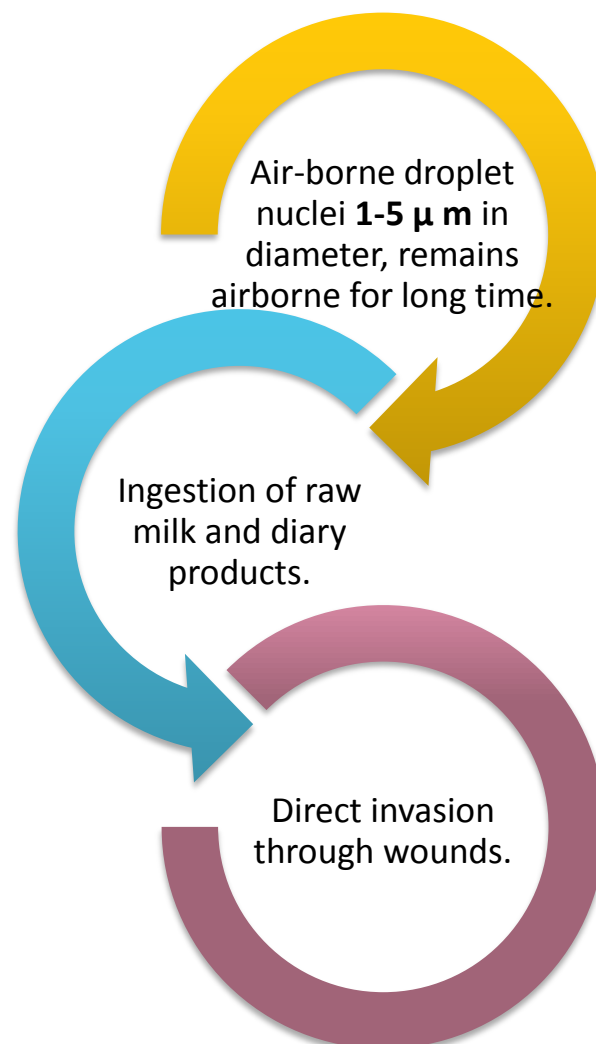 Air-borne droplet
nuclei 1-5 μ m in
diameter, remains
airborne for long time.
Ingestion of raw
milk and diary
products.
Direct invasion
through wounds.